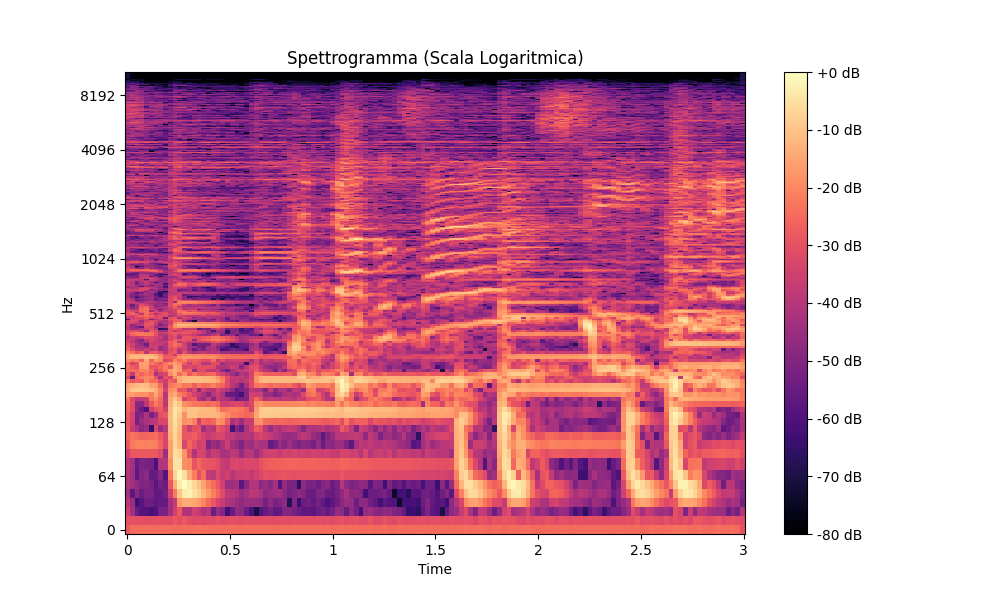 Spettrogramma (Scala Logaritmica)
Hz
8192
4096
2048
1024
512
256
128
64
0
0
0.5
1
1.5
2
2.5
3
Time
+0 dB
-10 dB
-20 dB
-30 dB
-40 dB
-50 dB
-60 dB
-70 dB
-80 dB